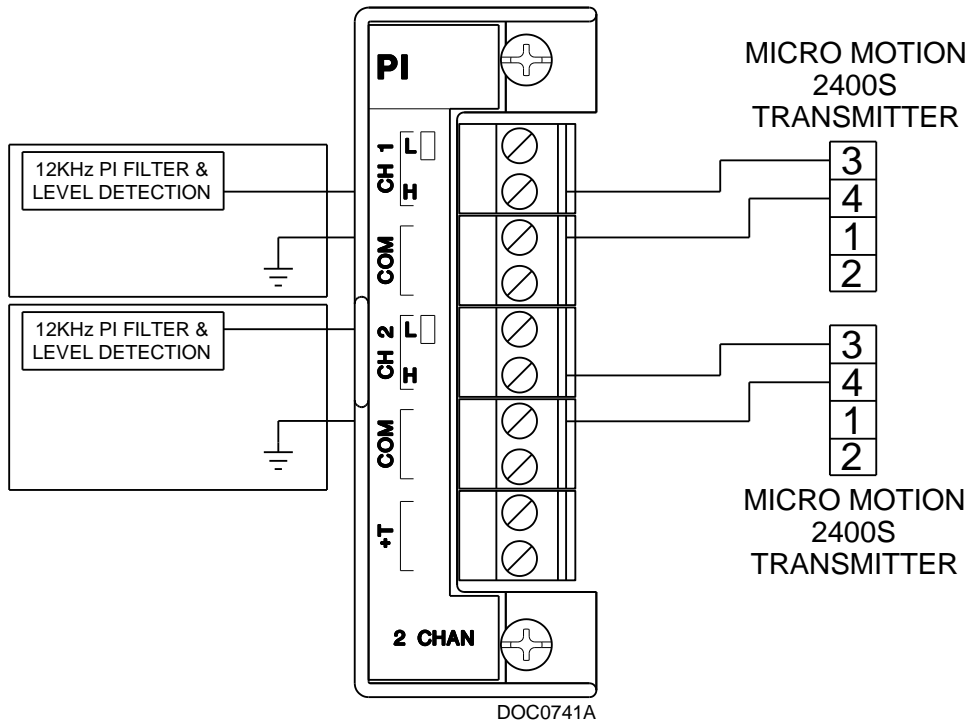 PI
MICRO MOTION
2400S
TRANSMITTER
12KHz PI FILTER &
LEVEL DETECTION
CH 1
L
H
COM
3
4
1
2
12KHz PI FILTER &
LEVEL DETECTION
CH 2
L
H
COM
3
4
1
2
MICRO MOTION
2400S
TRANSMITTER
+T
2 CHAN
DOC0741A